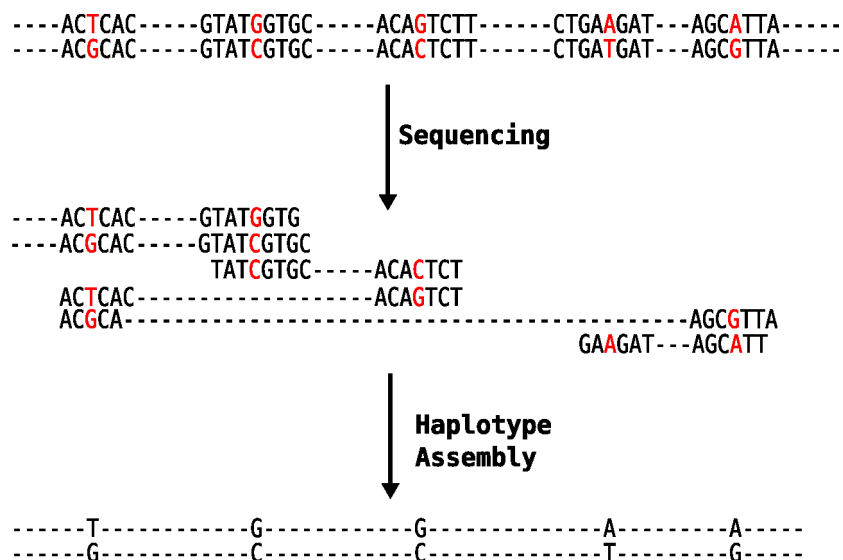 ----ACTCAC-----GTATGGTGC-----ACAGTCTT------CTGAAGAT---AGCATTA-----
----ACGCAC-----GTATCGTGC-----ACACTCTT------CTGATGAT---AGCGTTA-----
Sequencing
----ACTCAC-----GTATGGTG
----ACGCAC-----GTATCGTGC
TATCGTGC-----ACACTCT
ACTCAC-------------------ACAGTCT
ACGCA---------------------------------------------AGCGTTA
GAAGAT---AGCATT
Haplotype
Assembly
------T------------G------------G--------------A---------A-----
------G------------C------------C--------------T---------G-----